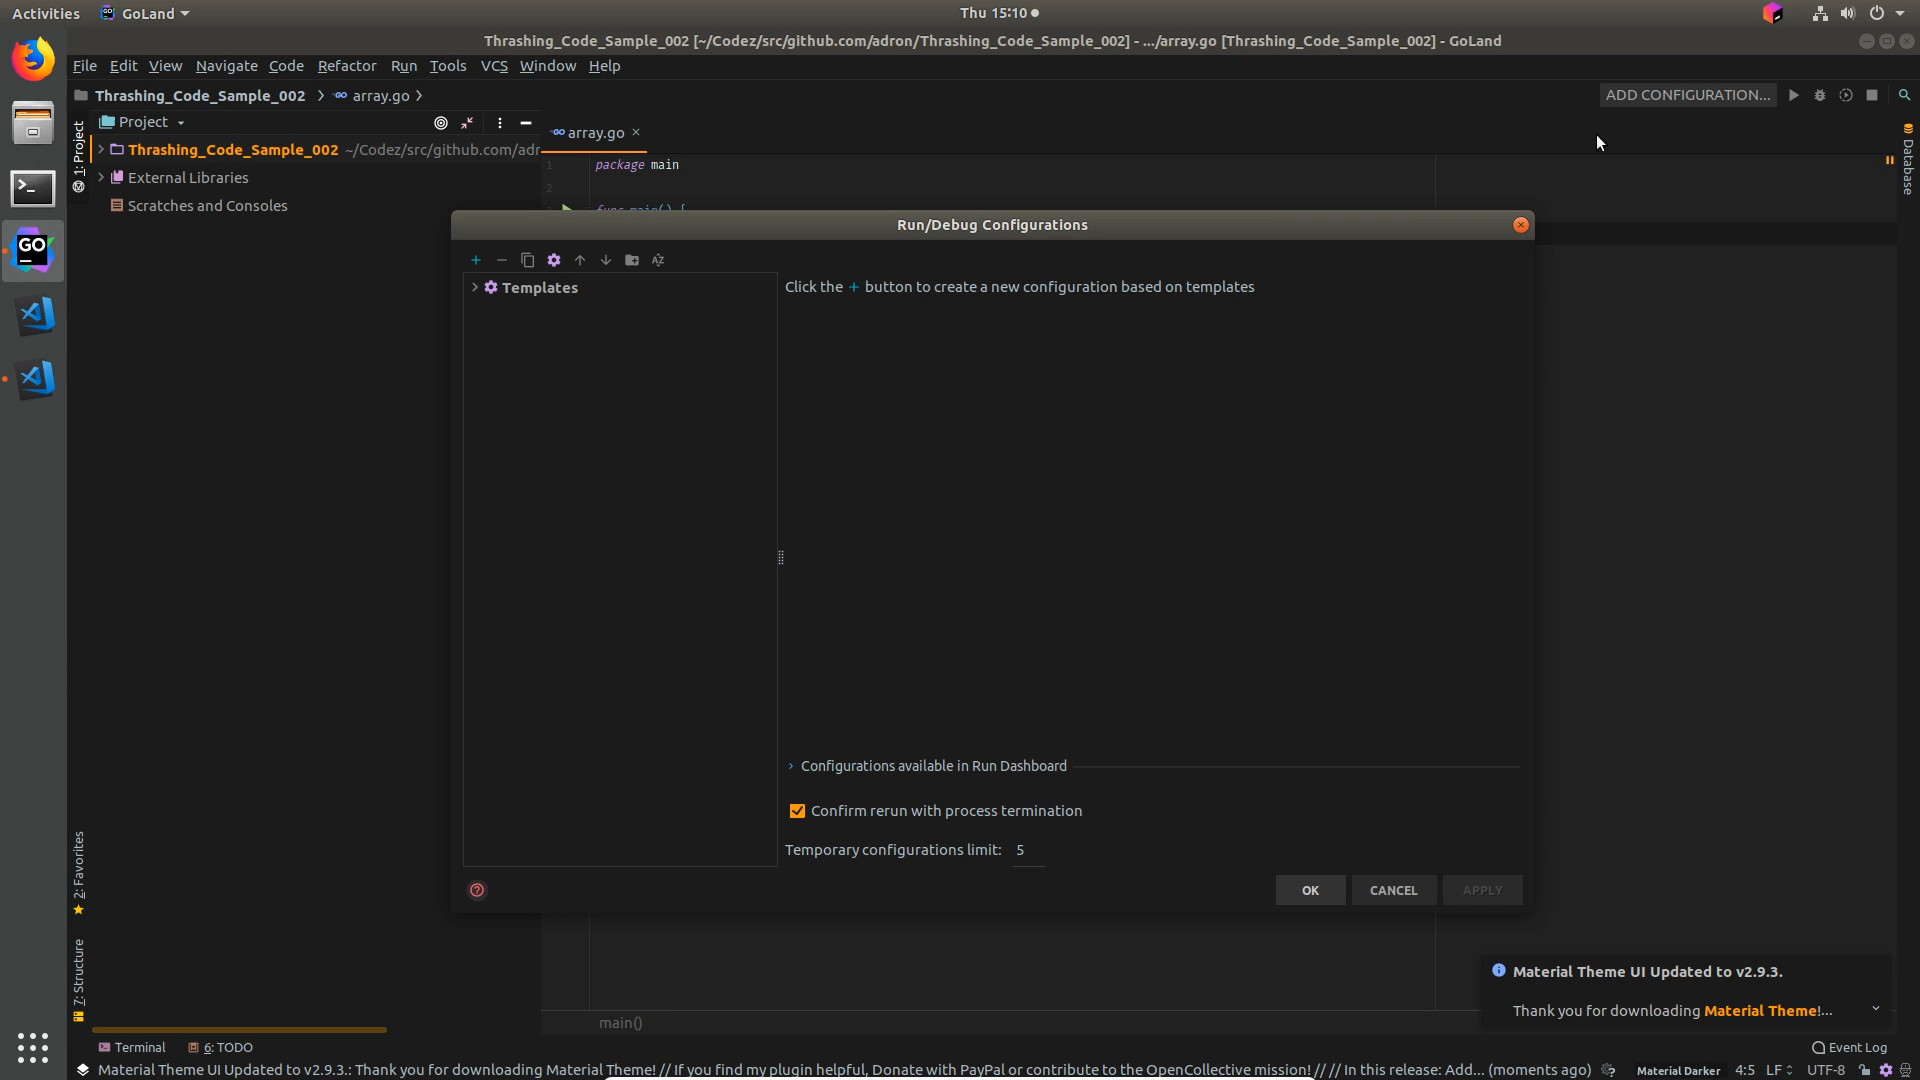 Activities GoLand Thu 15:10
Thrashing_Code_Sample_002 [~/Codez/src/github.com/adron/Thrashing_Code_Sample_002] - .../array.go [Thrashing_Code_Sample_002] - GoLand
File Edit View Navigate Code Refactor Run Tools VCS Window Help
Thrashing_Code_Sample_002 array.go ADD CONFIGURATION...
Project
array.go
1: Project
Thrashing_Code_Sample_002 ~/Codez/src/github.com/adr
External Libraries
Scratches and Consoles
Database
1 package main
2
func main() {
Run/Debug Configurations
Templates
Click the + button to create a new configuration based on templates
Configurations available in Run Dashboard
Confirm rerun with process termination
Temporary configurations limit: 5
OK CANCEL APPLY
GO
2: Favorites
7: Structure
Material Theme UI Updated to v2.9.3.
Thank you for downloading Material Theme!...
main()
Terminal 6: TODO Event Log
Material Theme UI Updated to v2.9.3.: Thank you for downloading Material Theme! // If you find my plugin helpful, Donate with PayPal or contribute to the OpenCollective mission! // // In this release: Add... (moments ago) Material Darker 4:5 LF UTF-8